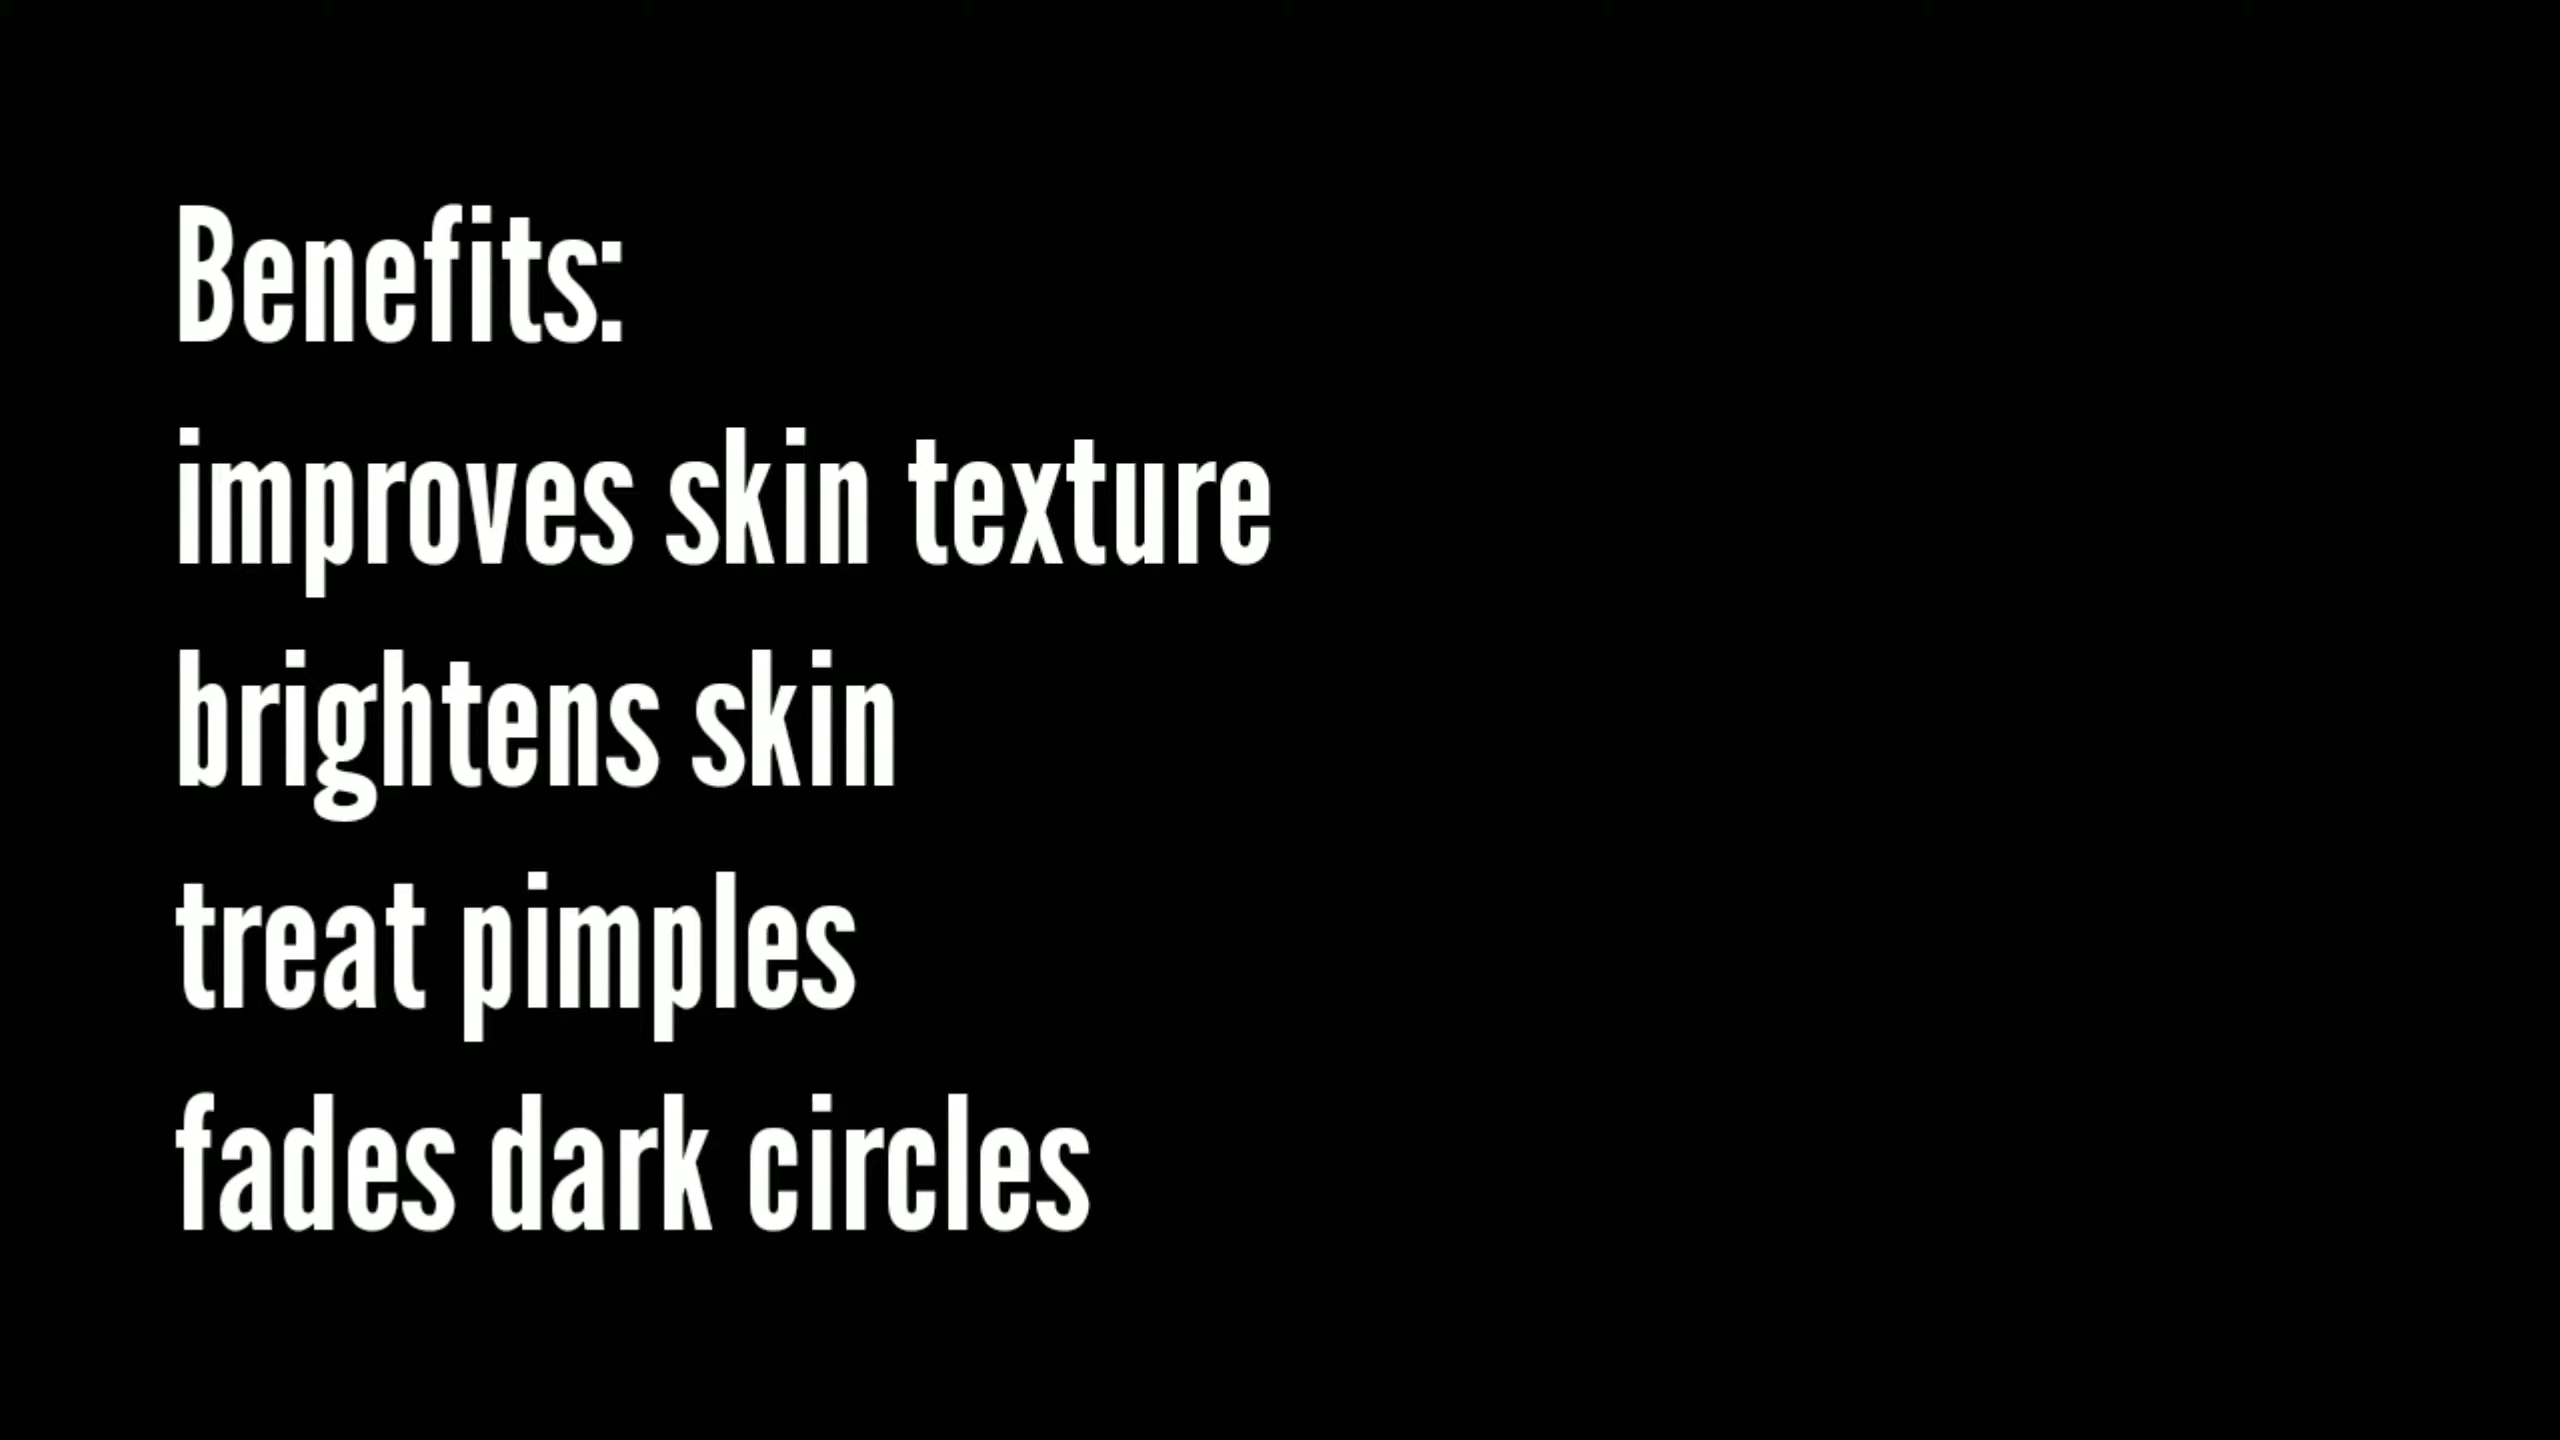 Benefits:
improves skin texture
brightens skin
treat pimples
fades dark circles